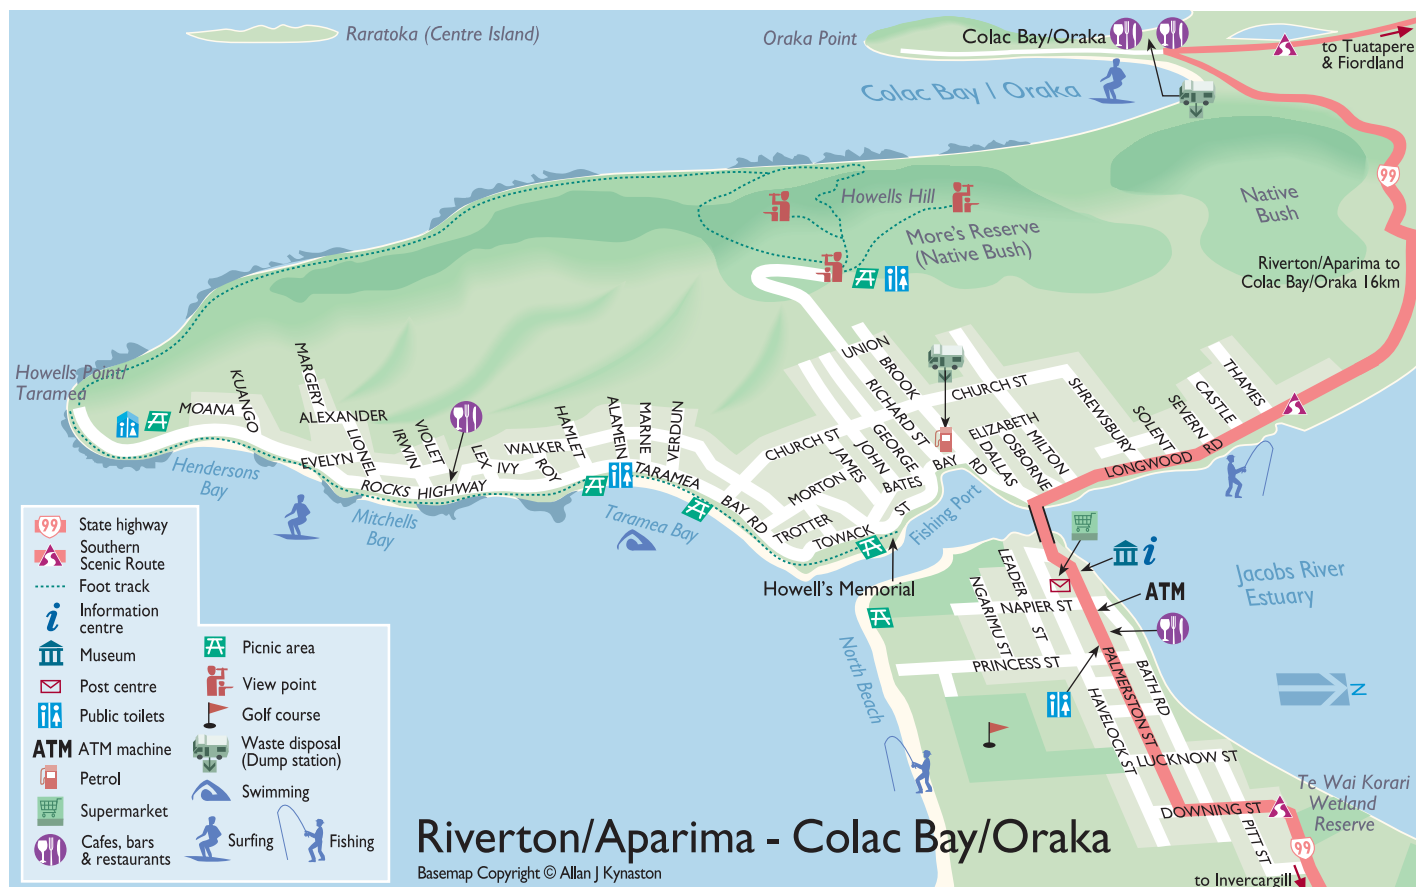 Raratoka (Centre Island)
Oraka Point
Colac Bay/Oraka
to Tuatapere
& Fiordland
Colac Bay | Oraka
99
Howells Hill
Native
Bush
More's Reserve
(Native Bush)
Riverton/Aparima to
Colac Bay/Oraka 16km
Howells Point/
Taramea
MOANA
KUANGO
MARGERY
ALEXANDER
LIONEL
EVELYN
IRWIN
VIOLET
ROCKS HIGHWAY
LEX
IVY
WALKER
ROY
HAMLET
ALAMEIN
MARNE
VERDUN
TARAMEA
BAY RD
UNION
BROOK
RICHARD ST
CHURCH ST
CHURCH ST
GEORGE
JOHN
JAMES
MORTON
BATES
ST
TROTTER
TOWACK
BAY
RD
ELIZABETH
DALLAS
OSBORNE
MILTON
SHREWSBURY
SOLENT
SEVERN
CASTLE
THAMES
LONGWOOD
RD
Hendersons
Bay
Mitchells
Bay
Taramea Bay
Fishing Port
Howell's Memorial
North Beach
Jacobs River
Estuary
i
ATM
LEADER
ST
NGARIMU ST
NAPIER ST
PRINCESS ST
PALMERSTON ST
BATH RD
HAVELOCK ST
LUCKNOW ST
DOWNING ST
PITT ST
N
Te Wai Korari
Wetland
Reserve
99
to Invercargill
99
State highway
Southern
Scenic Route
Foot track
i
Information
centre
Museum
Post centre
Public toilets
ATM
ATM machine
Petrol
Supermarket
Cafes, bars
& restaurants
Picnic area
View point
Golf course
Waste disposal
(Dump station)
Swimming
Surfing
Fishing
Riverton/Aparima - Colac Bay/Oraka
Basemap Copyright © Allan J Kynaston